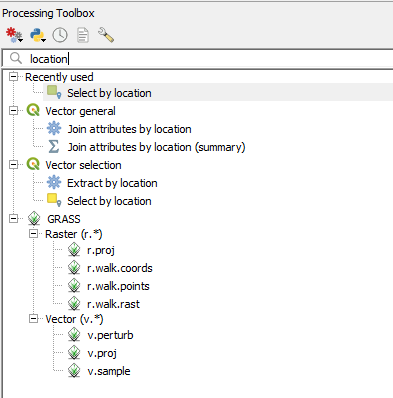 Processing Toolbox
location
Recently used
Select by location
Vector general
Join attributes by location
Join attributes by location (summary)
Vector selection
Extract by location
Select by location
GRASS
Raster (r.*)
r.proj
r.walk.coords
r.walk.points
r.walk.rast
Vector (v.*)
v.perturb
v.proj
v.sample